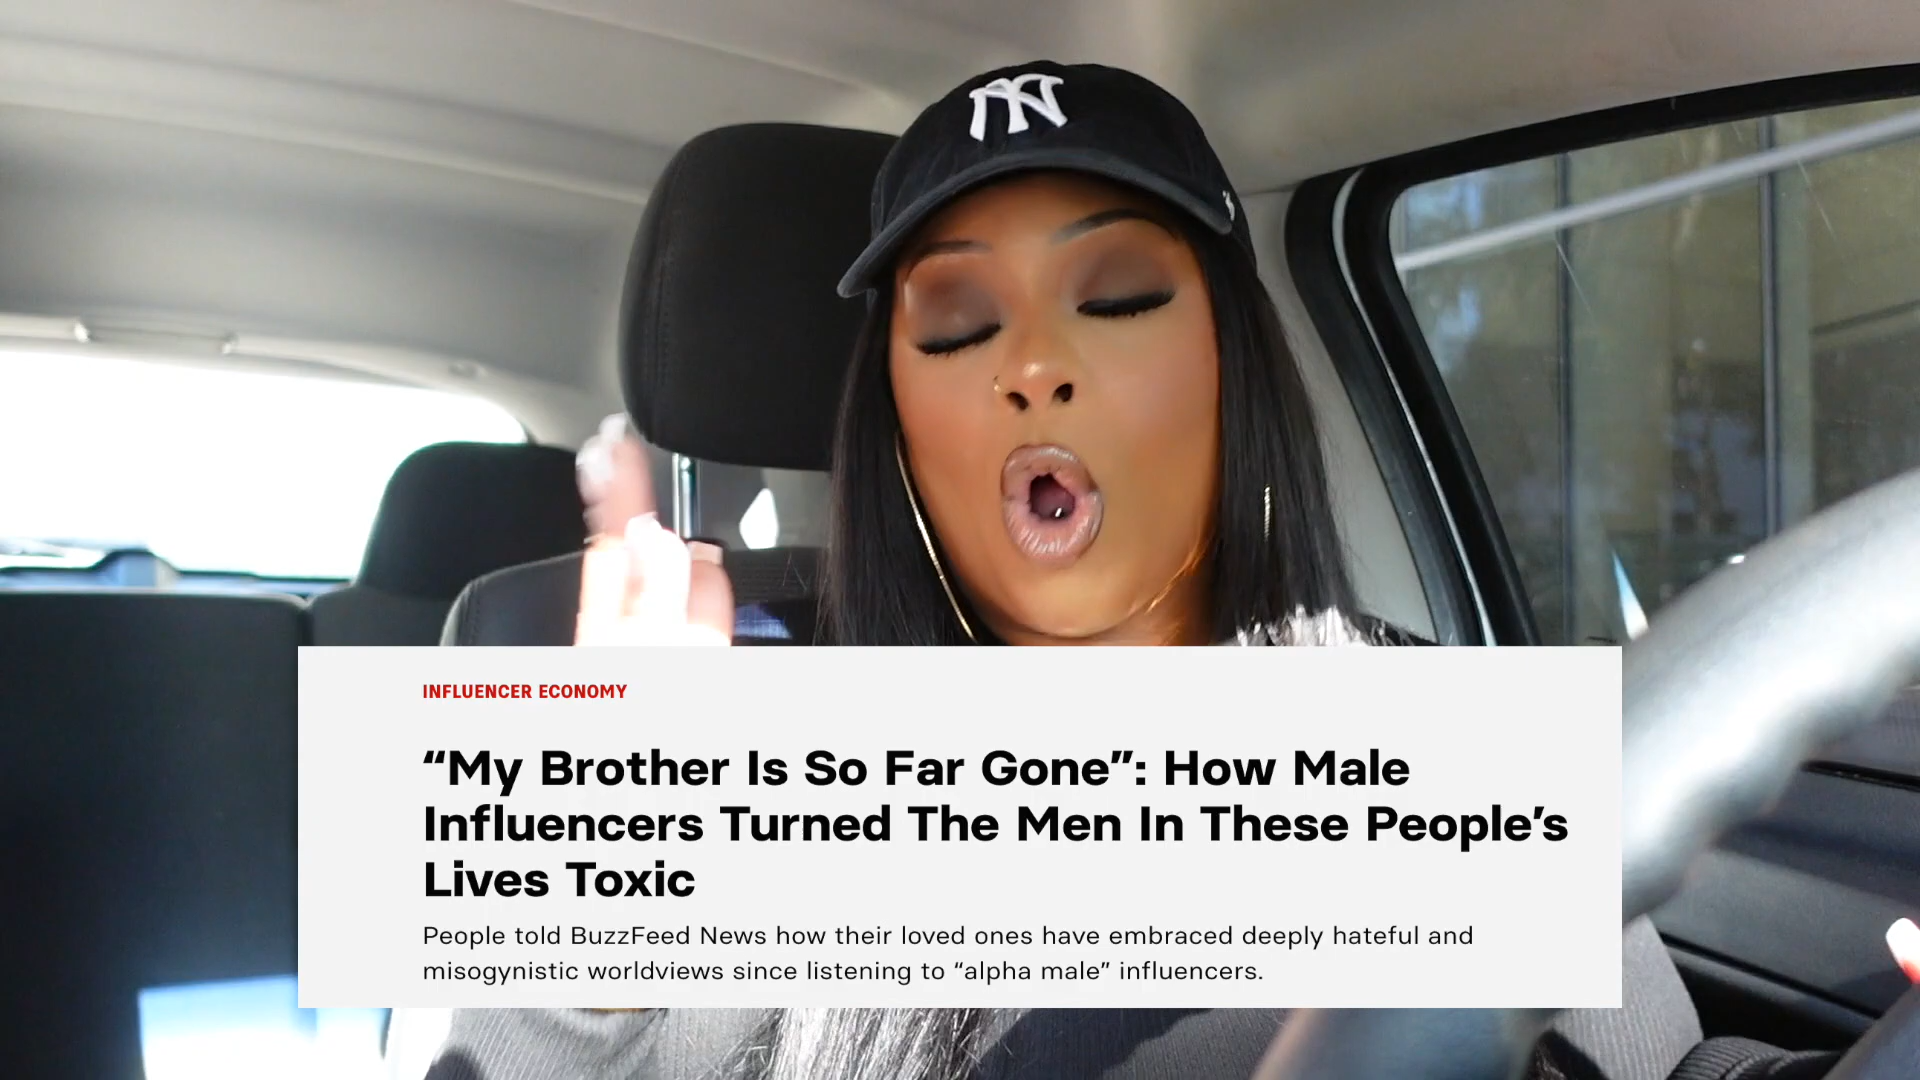 NY
INFLUENCER ECONOMY
“My Brother Is So Far Gone”: How Male
Influencers Turned The Men In These People’s
Lives Toxic
People told BuzzFeed News how their loved ones have embraced deeply hateful and
misogynistic worldviews since listening to “alpha male” influencers.